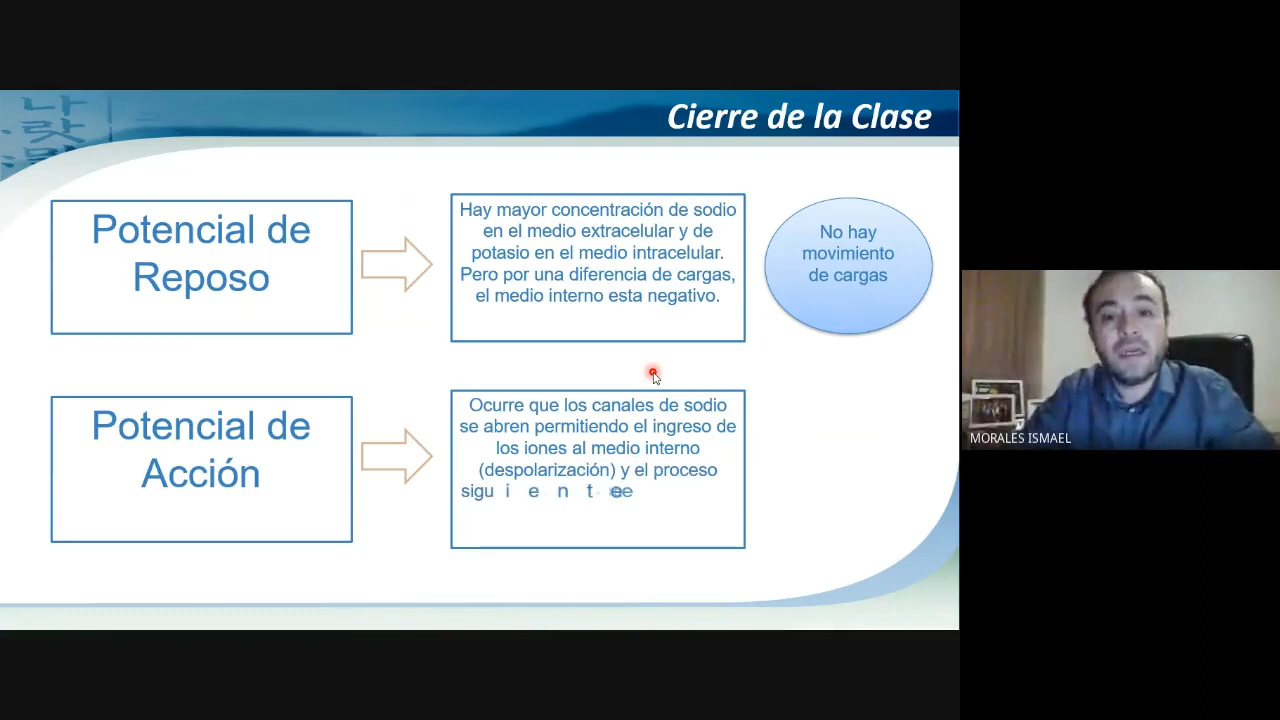 Cierre de la Clase
Potencial de
Reposo
Hay mayor concentración de sodio
en el medio extracelular y de
potasio en el medio intracelular.
Pero por una diferencia de cargas,
el medio interno esta negativo.
No hay
movimiento
de cargas
Potencial de
Acción
Ocurre que los canales de sodio
se abren permitiendo el ingreso de
los iones al medio interno
(despolarización) y el proceso
siguiente
MORALES ISMAEL